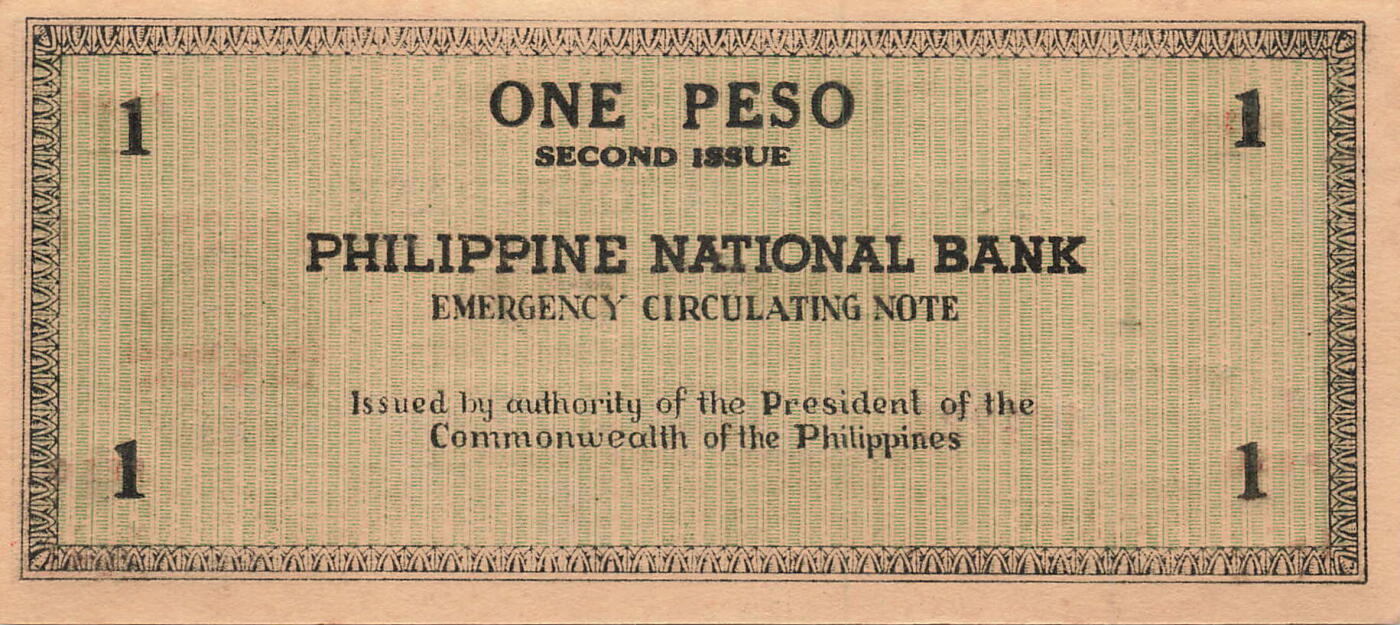 1
ONE PESO
1
SECOND ISSUE
PHILIPPINE NATIONAL BANK
EMERGENCY CIRCULATING NOTE
Issued by authority of the President of the
Commonwealth of the Philippines
1
1